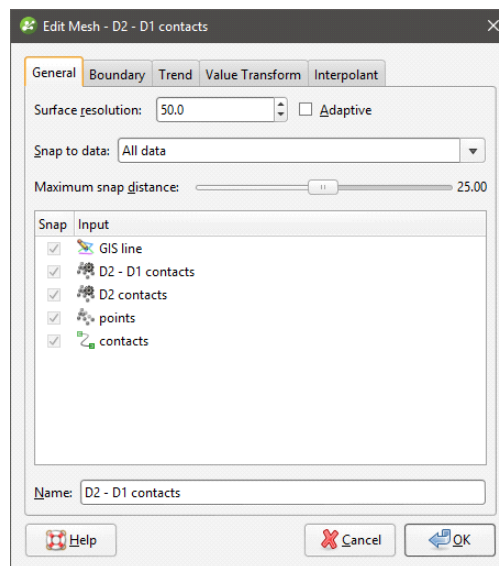 Edit Mesh - D2 - D1 contacts
General Boundary Trend Value Transform Interpolant
Surface resolution: 50.0 Adaptive
Snap to data: All data
Maximum snap distance: 25.00
Snap Input
GIS line
D2 - D1 contacts
D2 contacts
points
contacts
Name: D2 - D1 contacts
Help Cancel OK